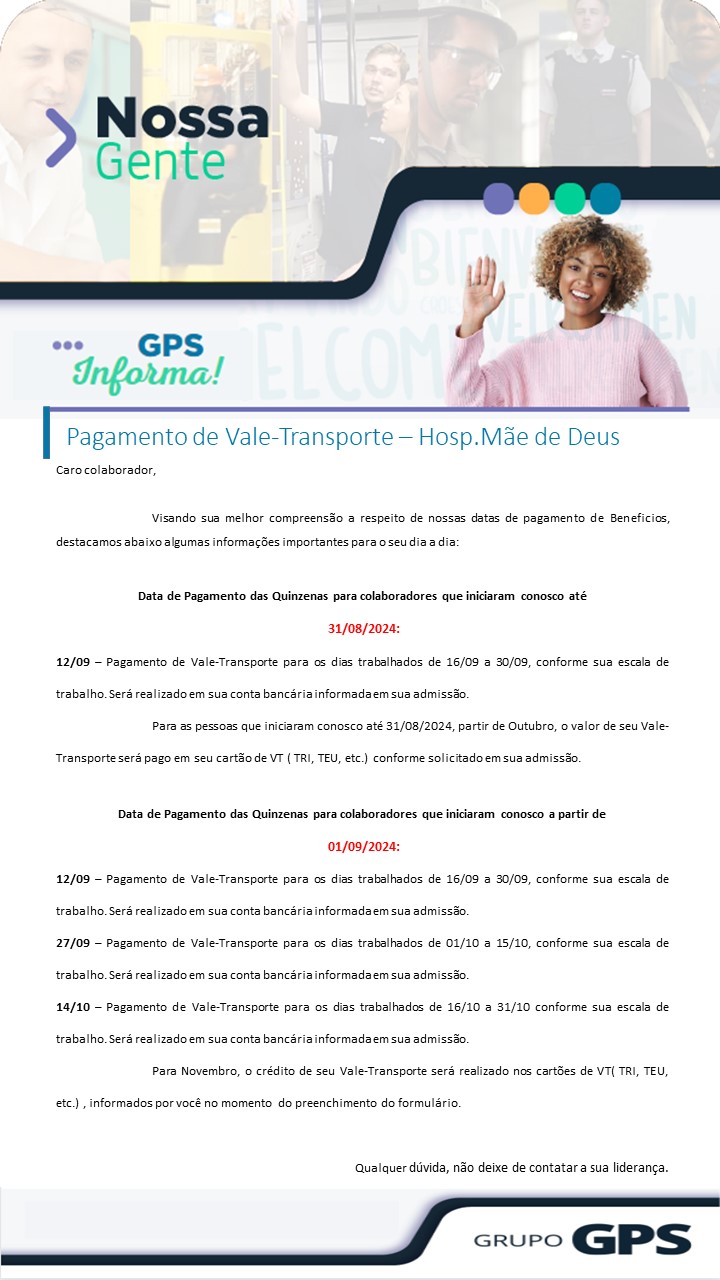 Nossa
Gente
GPS
Informa!
Pagamento de Vale-Transporte – Hosp.Mãe de Deus
Caro colaborador,
Visando sua melhor compreensão a respeito de nossas datas de pagamento de Beneficios,
destacamos abaixo algumas informações importantes para o seu dia a dia:
Data de Pagamento das Quinzenas para colaboradores que iniciaram conosco até
31/08/2024:
12/09 – Pagamento de Vale-Transporte para os dias trabalhados de 16/09 a 30/09, conforme sua escala de
trabalho. Será realizado em sua conta bancária informada em sua admissão.
Para as pessoas que iniciaram conosco até 31/08/2024, partir de Outubro, o valor de seu Vale-
Transporte será pago em seu cartão de VT ( TRI, TEU, etc.) conforme solicitado em sua admissão.
Data de Pagamento das Quinzenas para colaboradores que iniciaram conosco a partir de
01/09/2024:
12/09 – Pagamento de Vale-Transporte para os dias trabalhados de 16/09 a 30/09, conforme sua escala de
trabalho. Será realizado em sua conta bancária informada em sua admissão.
27/09 – Pagamento de Vale-Transporte para os dias trabalhados de 01/10 a 15/10, conforme sua escala de
trabalho. Será realizado em sua conta bancária informada em sua admissão.
14/10 – Pagamento de Vale-Transporte para os dias trabalhados de 16/10 a 31/10 conforme sua escala de
trabalho. Será realizado em sua conta bancária informada em sua admissão.
Para Novembro, o crédito de seu Vale-Transporte será realizado nos cartões de VT( TRI, TEU,
etc.) , informados por você no momento do preenchimento do formulário.
Qualquer dúvida, não deixe de contatar a sua liderança.
GRUPO GPS